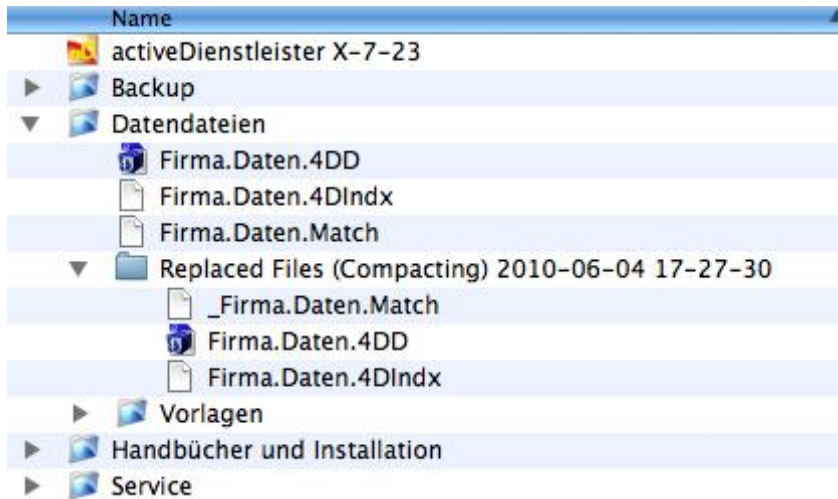 Name
activeDienstleister X-7-23
Backup
Datendateien
Firma.Daten.4DD
Firma.Daten.4DIndx
Firma.Daten.Match
Replaced Files (Compacting) 2010-06-04 17-27-30
_Firma.Daten.Match
Firma.Daten.4DD
Firma.Daten.4DIndx
Vorlagen
Handbücher und Installation
Service